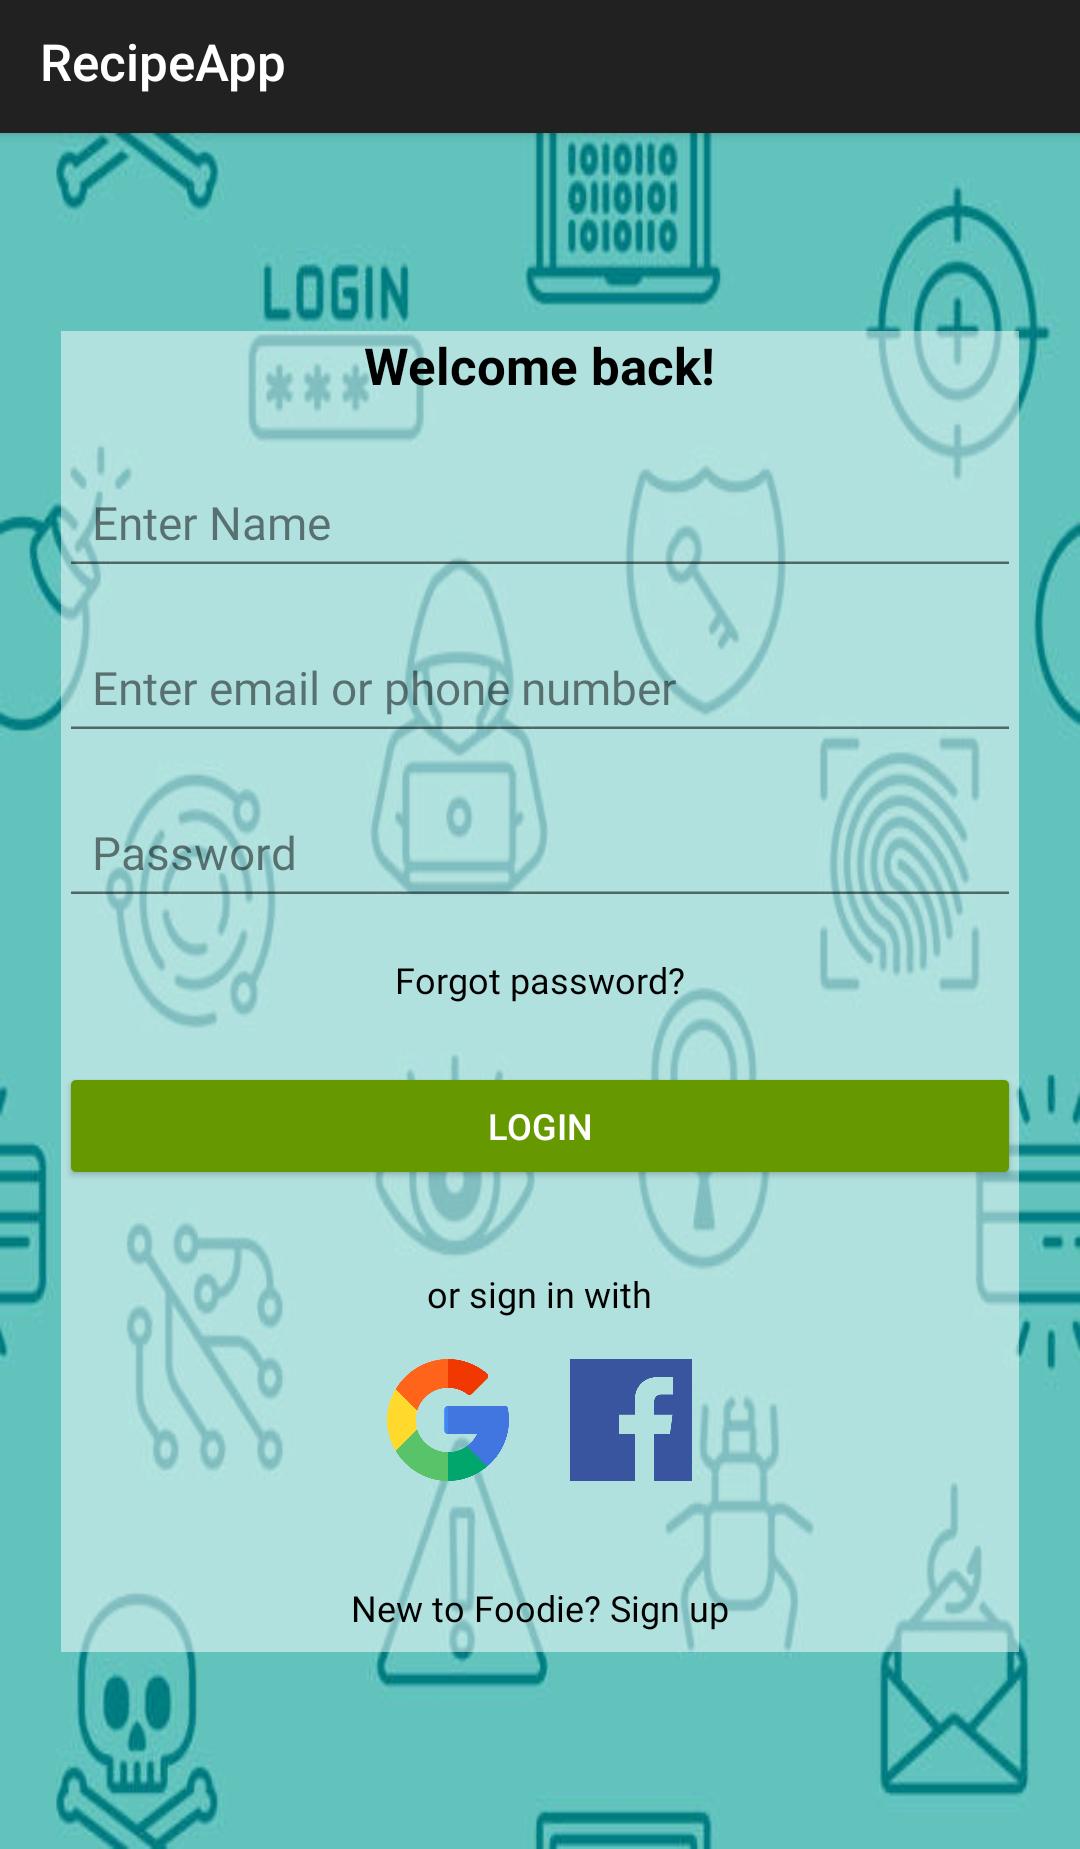 RecipeApp
1010110
0110101
1010110
LOGIN
***
Welcome back!
Enter Name
Enter email or phone number
Password
Forgot password?
LOGIN
or sign in with
New to Foodie? Sign up